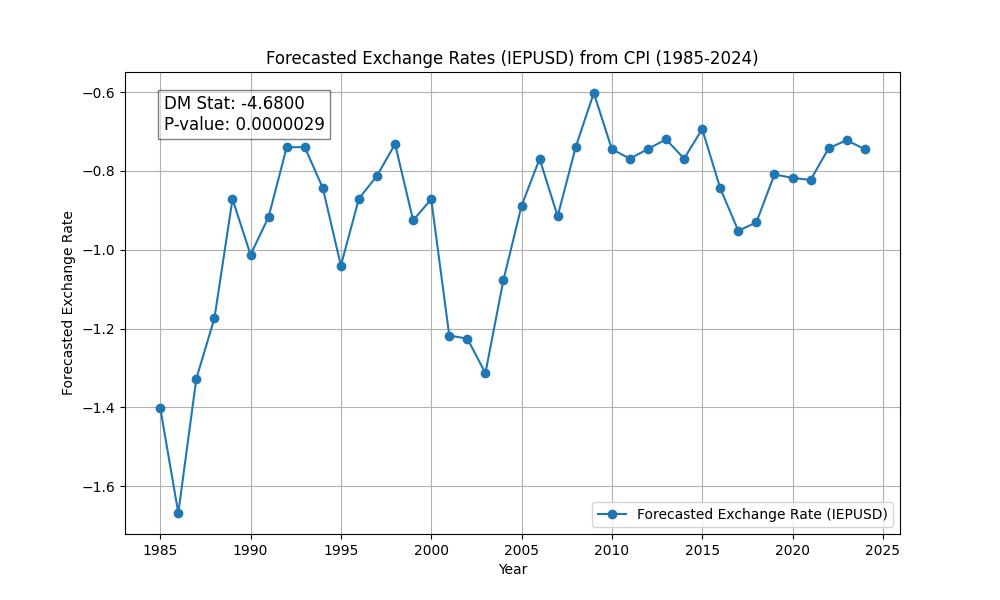 Forecasted Exchange Rates (IEPUSD) from CPI (1985-2024)
DM Stat: -4.6800
P-value: 0.0000029
Forecasted Exchange Rate
−0.6
−0.8
−1.0
−1.2
−1.4
−1.6
Forecasted Exchange Rate (IEPUSD)
1985 1990 1995 2000 2005 2010 2015 2020 2025
Year